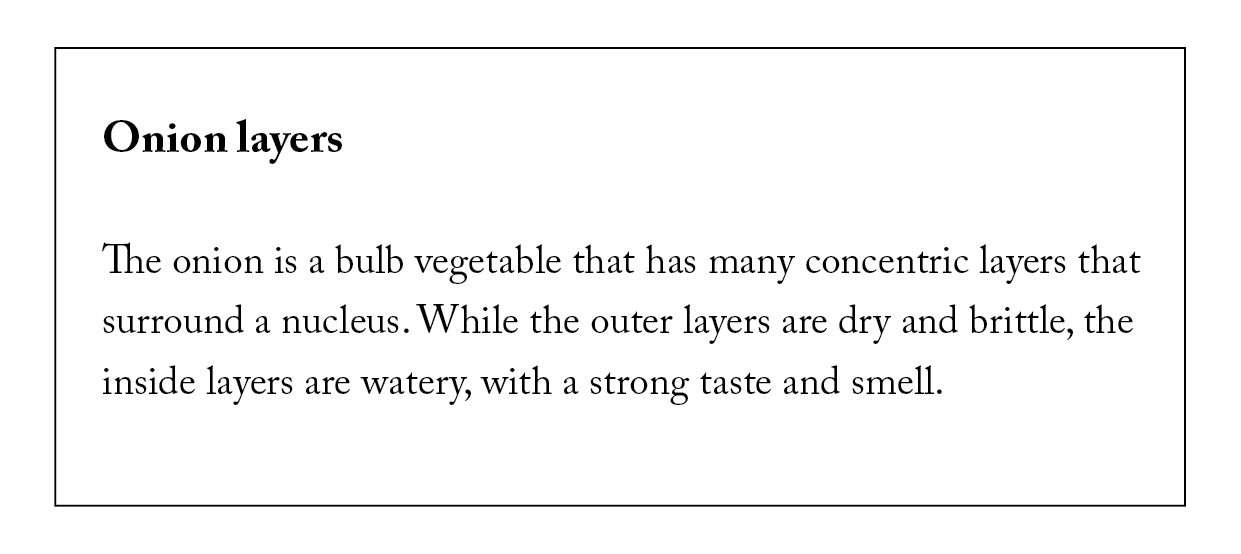 Onion layers
The onion is a bulb vegetable that has many concentric layers that
surround a nucleus. While the outer layers are dry and brittle, the
inside layers are watery, with a strong taste and smell.